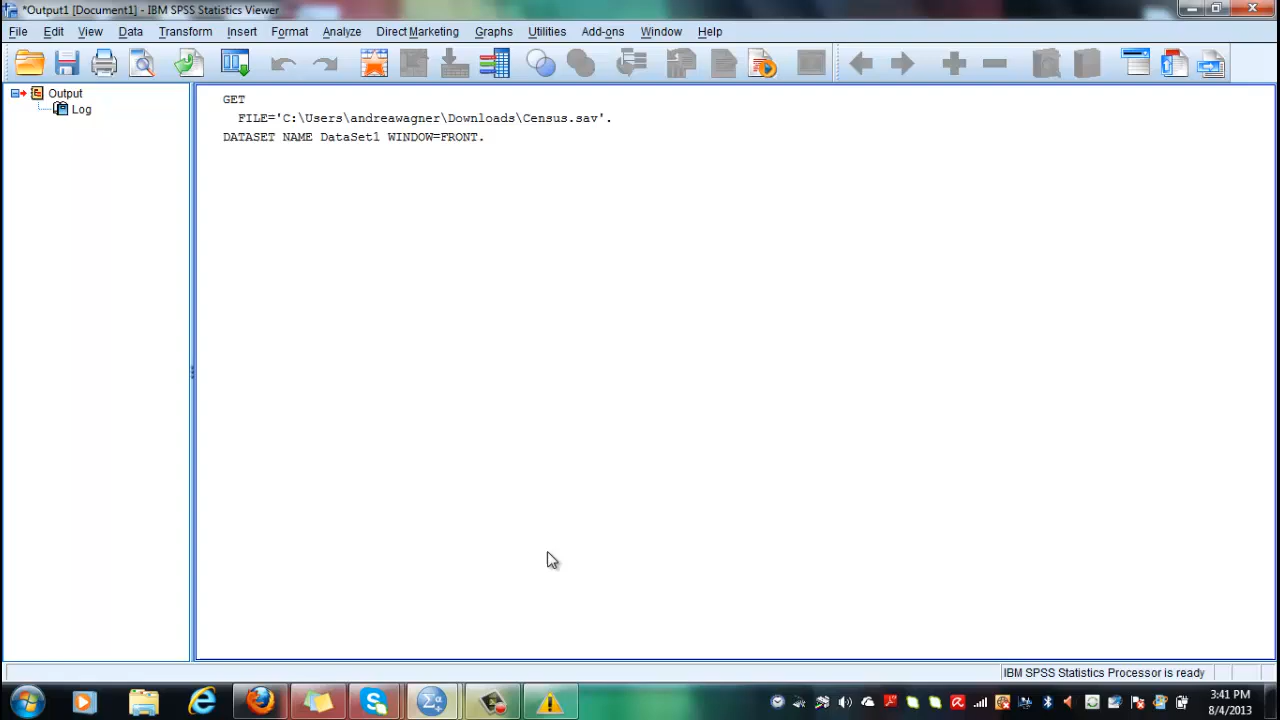 *Output1 [Document1] - IBM SPSS Statistics Viewer
File Edit View Data Transform Insert Format Analyze Direct Marketing Graphs Utilities Add-ons Window Help
Output
Log
GET
FILE='C:\Users\andreawagner\Downloads\Census.sav'.
DATASET NAME DataSet1 WINDOW=FRONT.
IBM SPSS Statistics Processor is ready
3:41 PM
8/4/2013